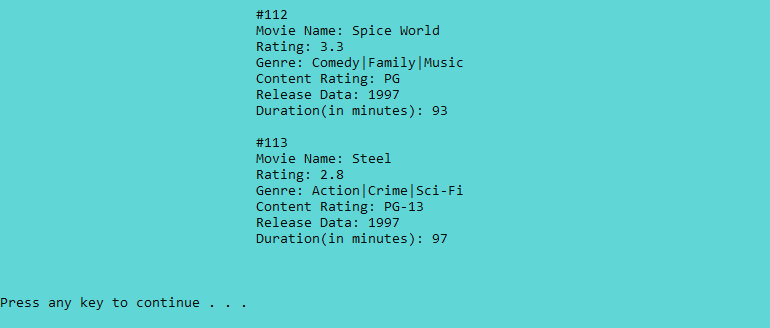 #112
Movie Name: Spice World
Rating: 3.3
Genre: Comedy|Family|Music
Content Rating: PG
Release Data: 1997
Duration(in minutes): 93
#113
Movie Name: Steel
Rating: 2.8
Genre: Action|Crime|Sci-Fi
Content Rating: PG-13
Release Data: 1997
Duration(in minutes): 97
Press any key to continue . . .